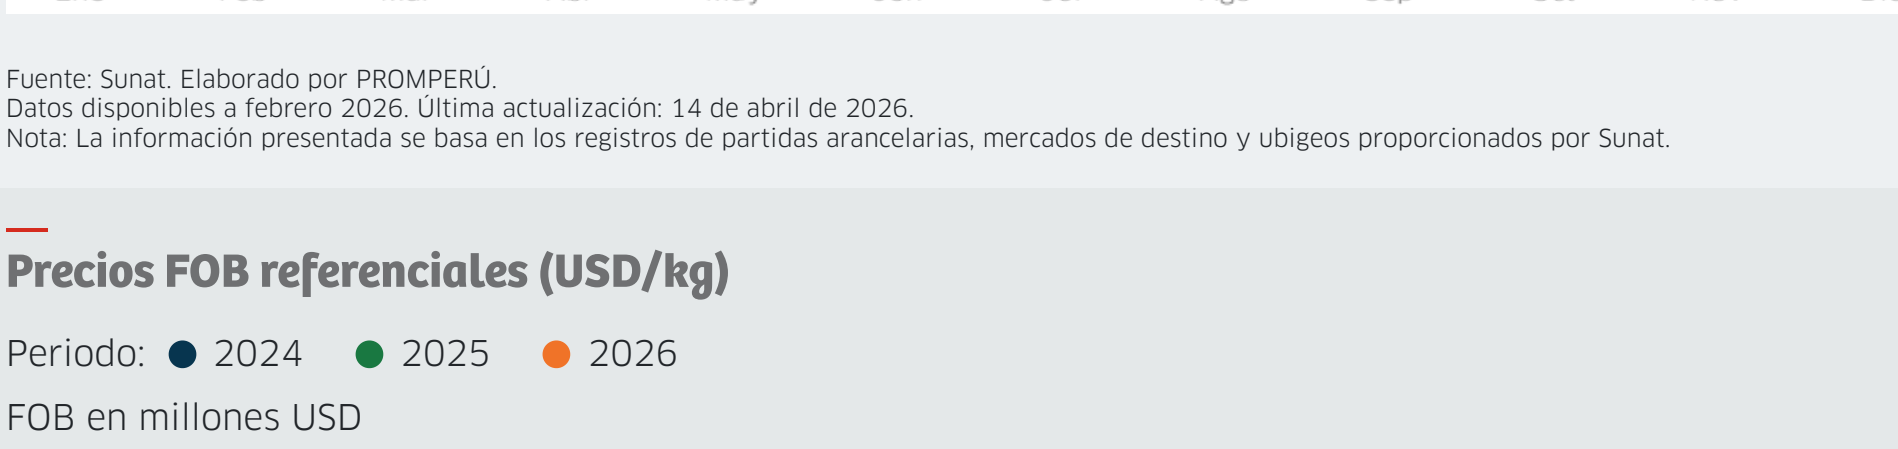 Fuente: Sunat. Elaborado por PROMPERÚ.
Datos disponibles a febrero 2026. Última actualización: 14 de abril de 2026.
Nota: La información presentada se basa en los registros de partidas arancelarias, mercados de destino y ubigeos proporcionados por Sunat.
Precios FOB referenciales (USD/kg)
Periodo: 2024 2025 2026
FOB en millones USD